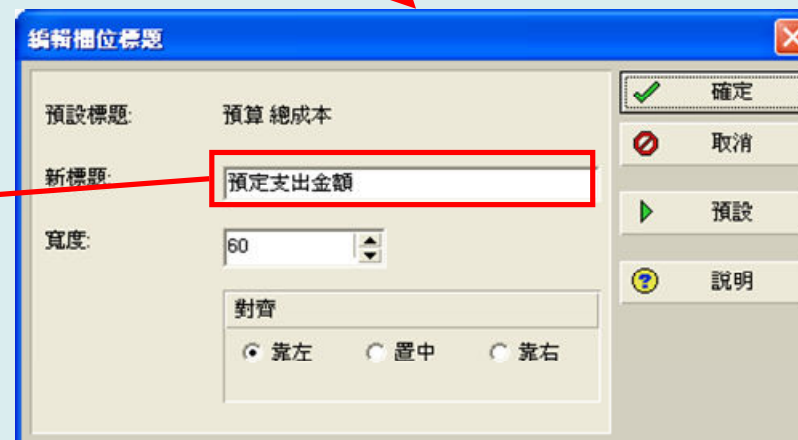 編輯欄位標題
預設標題: 預算 總成本
新標題: 預定支出金額
寬度: 60
對齊
靠左 置中 靠右
確定
取消
預設
説明